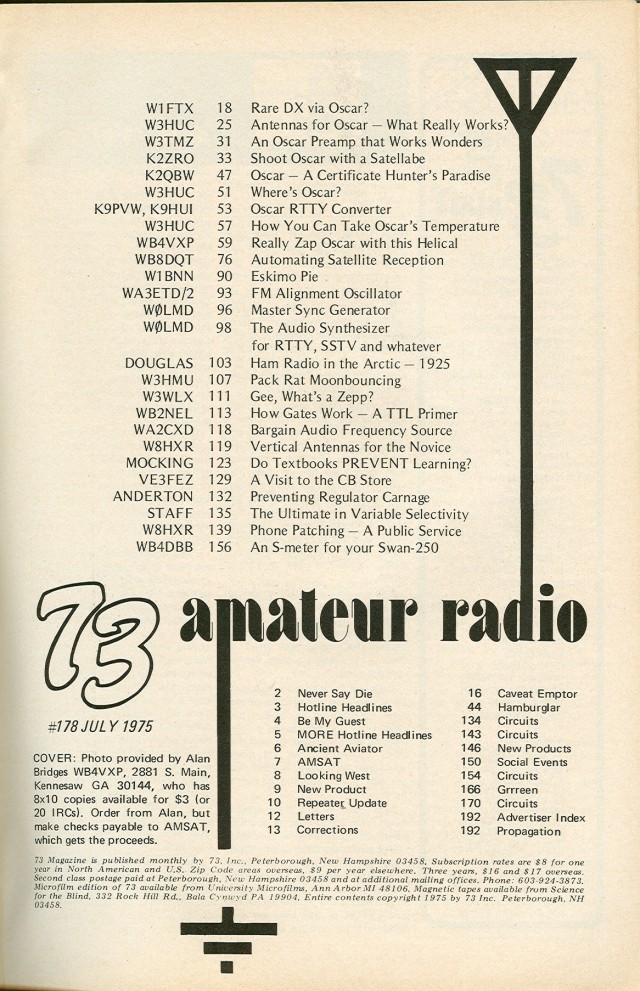 W1FTX 18 Rare DX via Oscar?
W3HUC 25 Antennas for Oscar — What Really Works?
W3TMZ 31 An Oscar Preamp that Works Wonders
K2ZRO 33 Shoot Oscar with a Satellabe
K2QBW 47 Oscar — A Certificate Hunter's Paradise
W3HUC 51 Where's Oscar?
K9PVW, K9HUI 53 Oscar RTTY Converter
W3HUC 57 How You Can Take Oscar's Temperature
WB4VXP 59 Really Zap Oscar with this Helical
WB8DQT 76 Automating Satellite Reception
W1BNN 90 Eskimo Pie
WA3ETD/2 93 FM Alignment Oscillator
WØLMD 96 Master Sync Generator
WØLMD 98 The Audio Synthesizer
for RTTY, SSTV and whatever
DOUGLAS 103 Ham Radio in the Arctic — 1925
W3HMU 107 Pack Rat Moonbouncing
W3WLX 111 Gee, What's a Zepp?
WB2NEL 113 How Gates Work — A TTL Primer
WA2CXD 118 Bargain Audio Frequency Source
W8HXR 119 Vertical Antennas for the Novice
MOCKING 123 Do Textbooks PREVENT Learning?
VE3FEZ 129 A Visit to the CB Store
ANDERTON 132 Preventing Regulator Carnage
STAFF 135 The Ultimate in Variable Selectivity
W8HXR 139 Phone Patching — A Public Service
WB4DBB 156 An S-meter for your Swan-250
73 amateur radio
#178 JULY 1975
COVER: Photo provided by Alan
Bridges WB4VXP, 2881 S. Main,
Kennesaw GA 30144, who has
8x10 copies available for $3 (or
20 IRCs). Order from Alan, but
make checks payable to AMSAT,
which gets the proceeds.
2 Never Say Die
3 Hotline Headlines
4 Be My Guest
5 MORE Hotline Headlines
6 Ancient Aviator
7 AMSAT
8 Looking West
9 New Product
10 Repeater Update
12 Letters
13 Corrections
16 Caveat Emptor
44 Hamburglar
134 Circuits
143 Circuits
146 New Products
150 Social Events
154 Circuits
166 Grrreen
170 Circuits
192 Advertiser Index
192 Propagation
73 Magazine is published monthly by 73, Inc., Peterborough, New Hampshire 03458. Subscription rates are $8 for one
year in North American and U.S. Zip Code areas overseas, $9 per year elsewhere. Three years, $16 and $17 overseas.
Second class postage paid at Peterborough, New Hampshire 03458 and at additional mailing offices. Phone: 603-924-3873.
Microfilm edition of 73 available from University Microfilms, Ann Arbor MI 48106. Magnetic tapes available from Science
for the Blind, 332 Rock Hill Rd., Bala Cynwyd PA 19904. Entire contents copyright 1975 by 73 Inc. Peterborough, NH
03458.